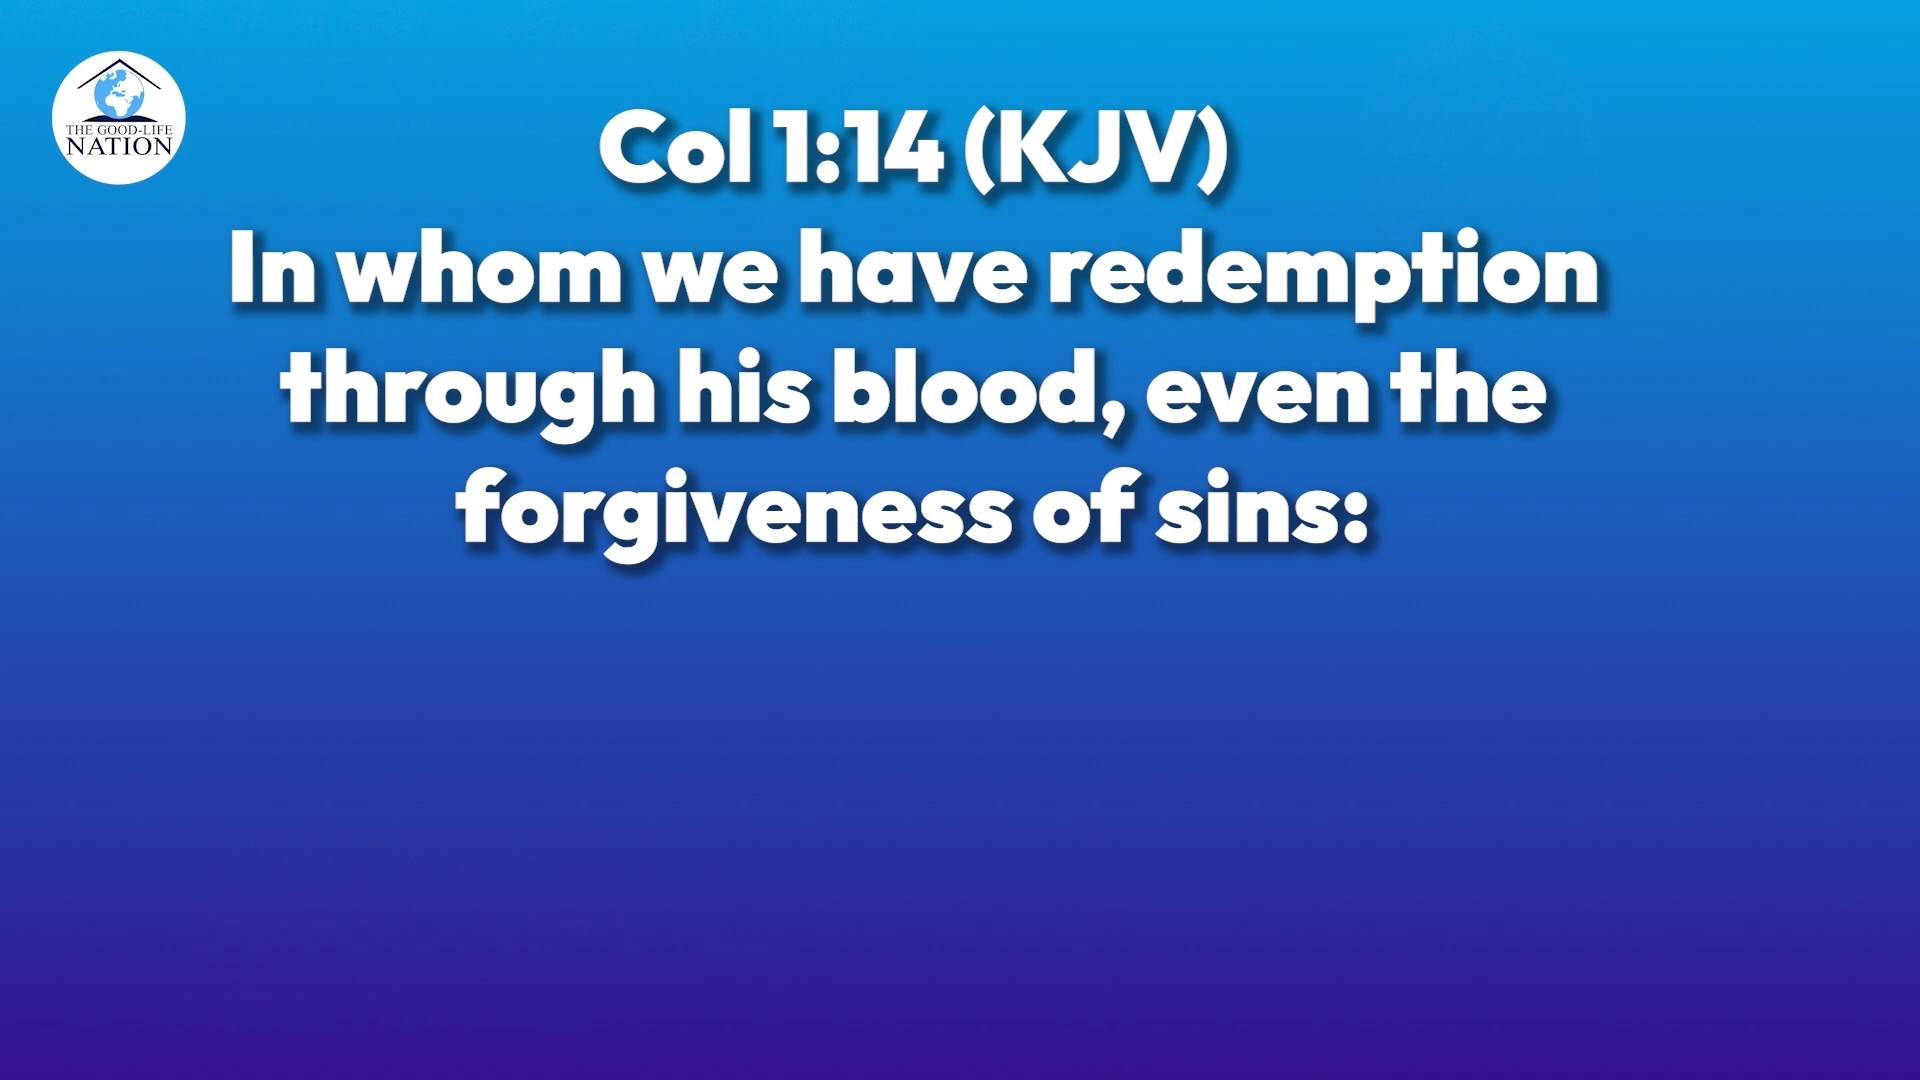 THE GOOD-LIFE
NATION
Col 1:14 (KJV)
In whom we have redemption
through his blood, even the
forgiveness of sins: